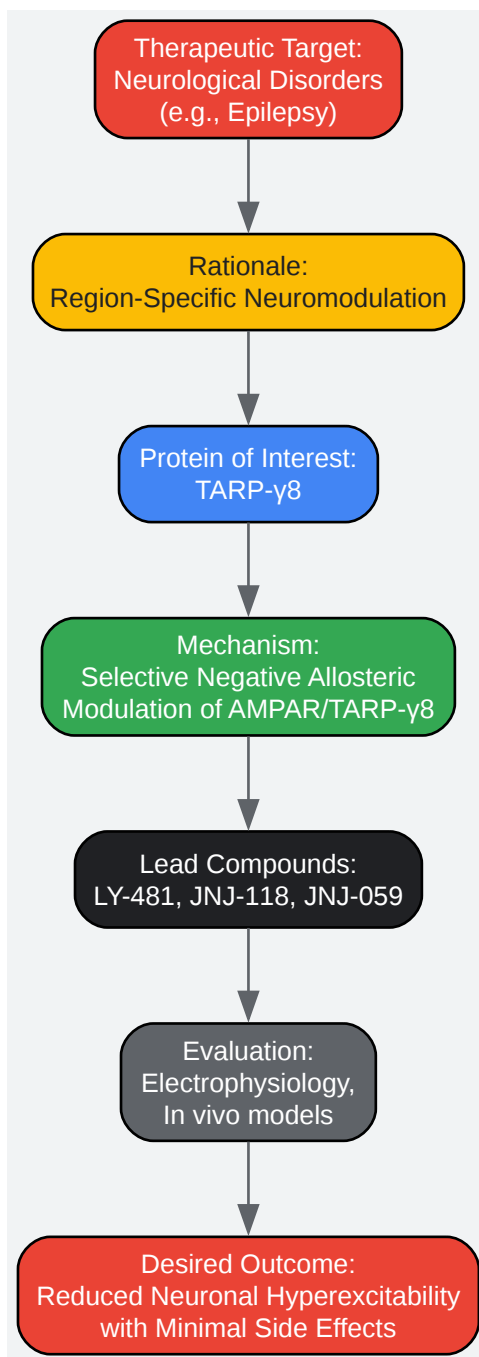 Therapeutic Target:
Neurological Disorders
(e.g., Epilepsy)
Rationale:
Region-Specific Neuromodulation
Protein of Interest:
TARP-γ8
Mechanism:
Selective Negative Allosteric
Modulation of AMPAR/TARP-γ8
Lead Compounds:
LY-481, JNJ-118, JNJ-059
Evaluation:
Electrophysiology,
In vivo models
Desired Outcome:
Reduced Neuronal Hyperexcitability
with Minimal Side Effects